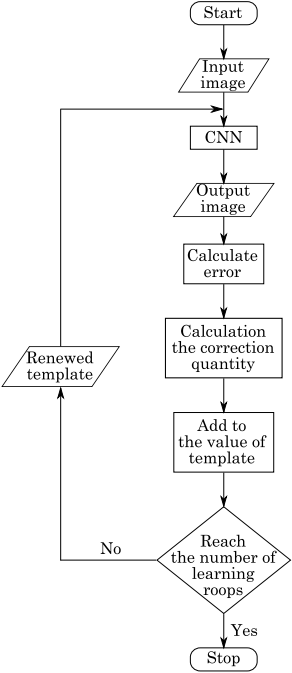 Start
Input
image
CNN
Output
image
Calculate
error
Calculation
the correction
quantity
Renewed
template
Add to
the value of
template
Reach
the number of
learning
roops
No
Yes
Stop